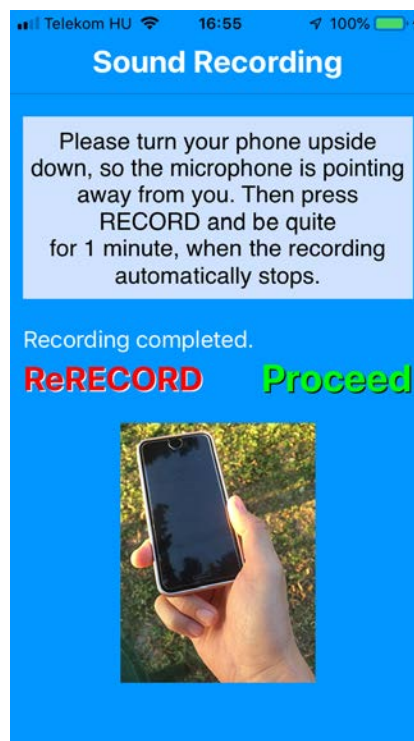 Telekom HU 16:55 100%
Sound Recording
Please turn your phone upside
down, so the microphone is pointing
away from you. Then press
RECORD and be quite
for 1 minute, when the recording
automatically stops.
Recording completed.
ReRECORD Proceed